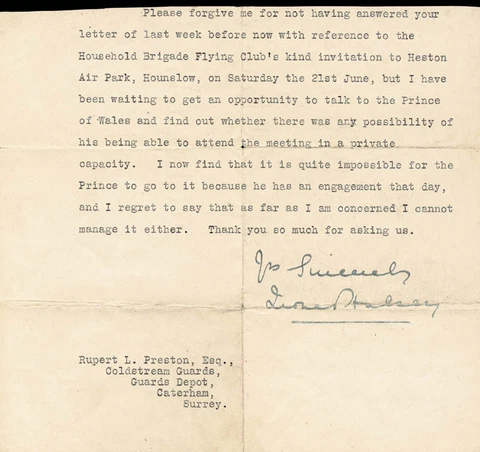 Please forgive me for not having answered your
letter of last week before now with reference to the
Household Brigade Flying Club's kind invitation to Heston
Air Park, Hounslow, on Saturday the 21st June, but I have
been waiting to get an opportunity to talk to the Prince
of Wales and find out whether there was any possibility of
his being able to attend the meeting in a private
capacity. I now find that it is quite impossible for the
Prince to go to it because he has an engagement that day,
and I regret to say that as far as I am concerned I cannot
manage it either. Thank you so much for asking us.
Yrs Sincerely
Lionel Halsey
Rupert L. Preston, Esq.,
Coldstream Guards,
Guards Depot,
Caterham,
Surrey.